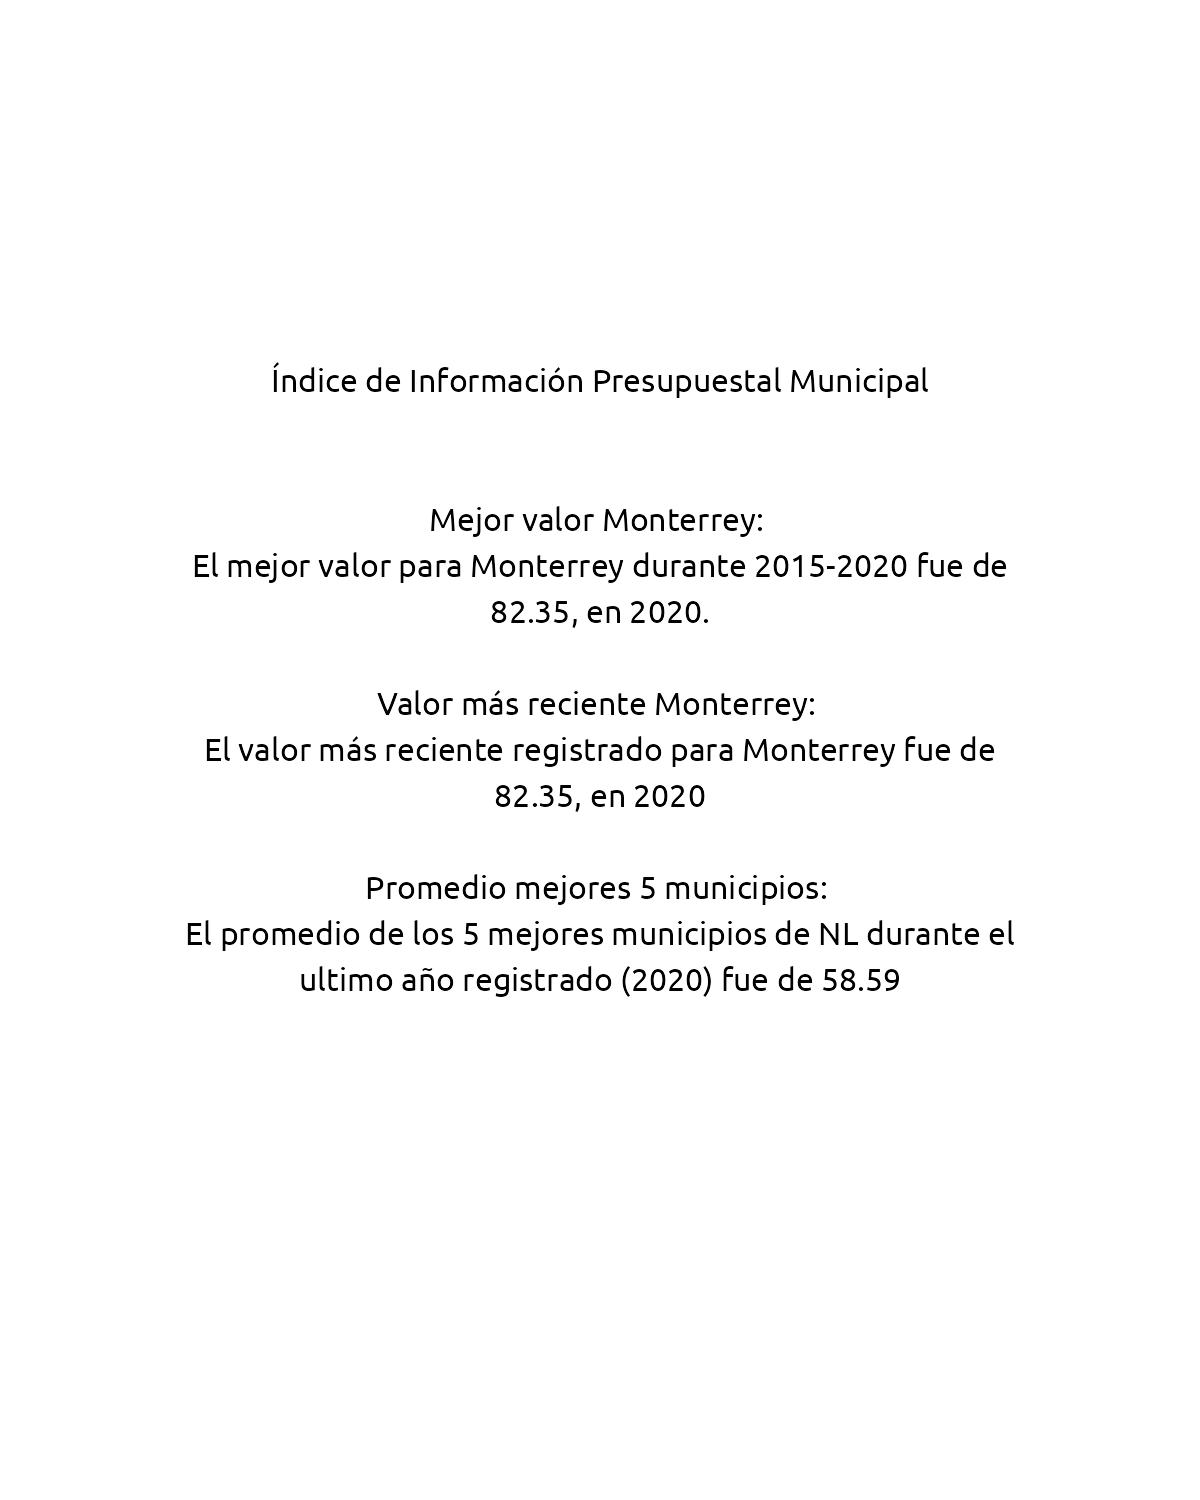 Índice de Información Presupuestal Municipal
Mejor valor Monterrey:
El mejor valor para Monterrey durante 2015-2020 fue de
82.35, en 2020.
Valor más reciente Monterrey:
El valor más reciente registrado para Monterrey fue de
82.35, en 2020
Promedio mejores 5 municipios:
El promedio de los 5 mejores municipios de NL durante el
ultimo año registrado (2020) fue de 58.59